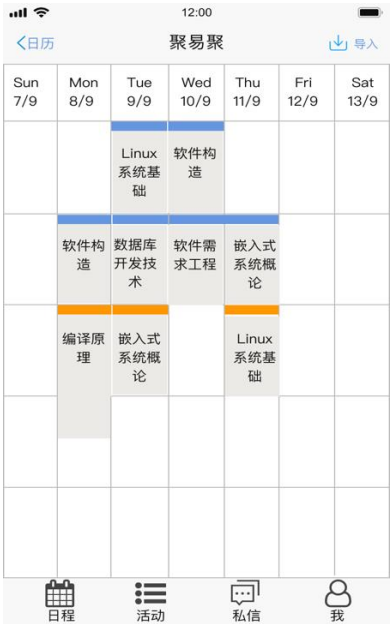 12:00
日历
聚易聚
导入
Sun Mon Tue Wed Thu Fri Sat
7/9 8/9 9/9 10/9 11/9 12/9 13/9
Linux
系统基
础
软件构
造
软件构
造
数据库
开发技
术
软件需
求工程
嵌入式
系统概
论
编译原
理
嵌入式
系统概
论
Linux
系统基
础
日程 活动 私信 我